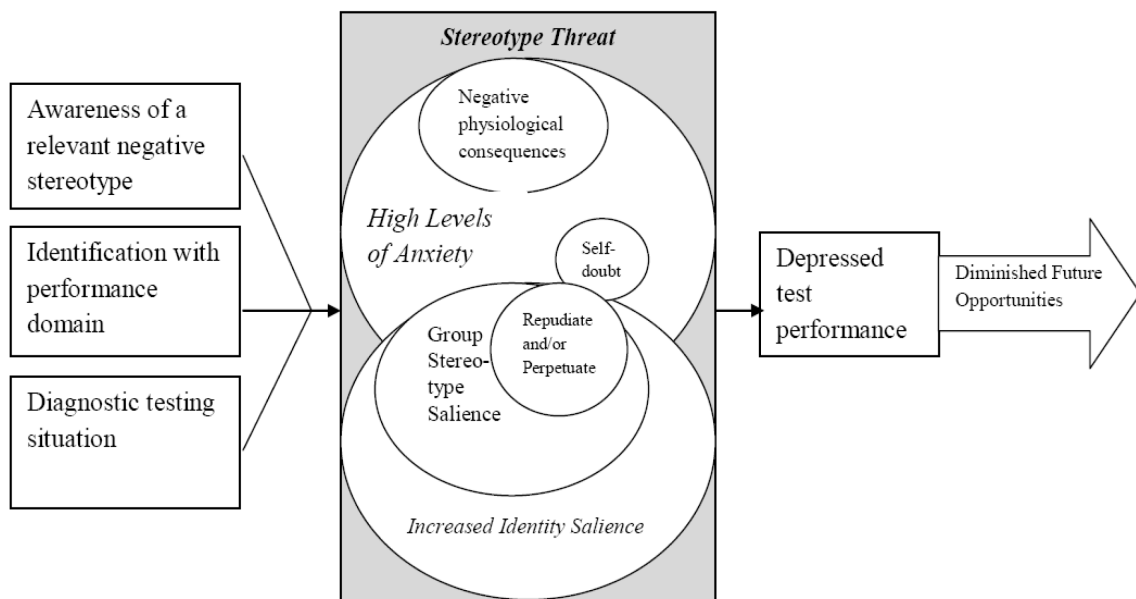 Awareness of a
relevant negative
stereotype
Identification with
performance
domain
Diagnostic testing
situation
Stereotype Threat
Negative
physiological
consequences
High Levels
of Anxiety
Self-
doubt
Group
Stereo-
type
Salience
Repudiate
and/or
Perpetuate
Increased Identity Salience
Depressed
test
performance
Diminished Future
Opportunities